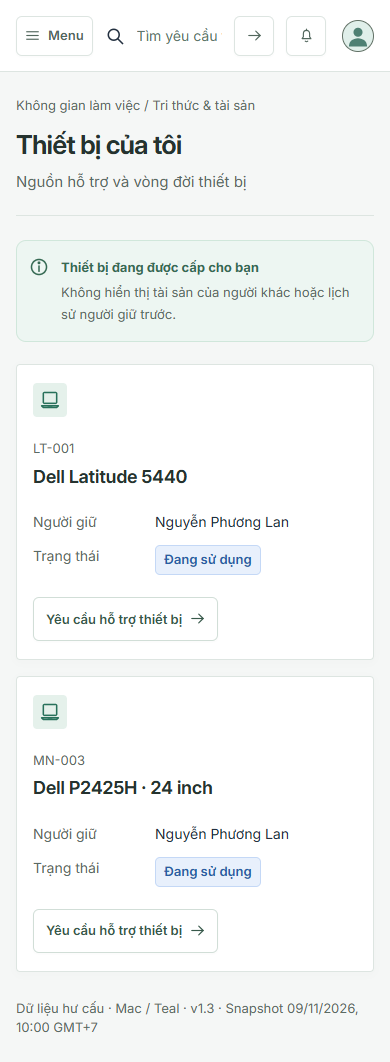 Menu
Tìm yêu cầu
Không gian làm việc / Tri thức & tài sản
Thiết bị của tôi
Nguồn hỗ trợ và vòng đời thiết bị
Thiết bị đang được cấp cho bạn
Không hiển thị tài sản của người khác hoặc lịch
sử người giữ trước.
LT-001
Dell Latitude 5440
Người giữ Nguyễn Phương Lan
Trạng thái Đang sử dụng
Yêu cầu hỗ trợ thiết bị →
MN-003
Dell P2425H · 24 inch
Người giữ Nguyễn Phương Lan
Trạng thái Đang sử dụng
Yêu cầu hỗ trợ thiết bị →
Dữ liệu hư cấu · Mac / Teal · v1.3 · Snapshot 09/11/2026,
10:00 GMT+7